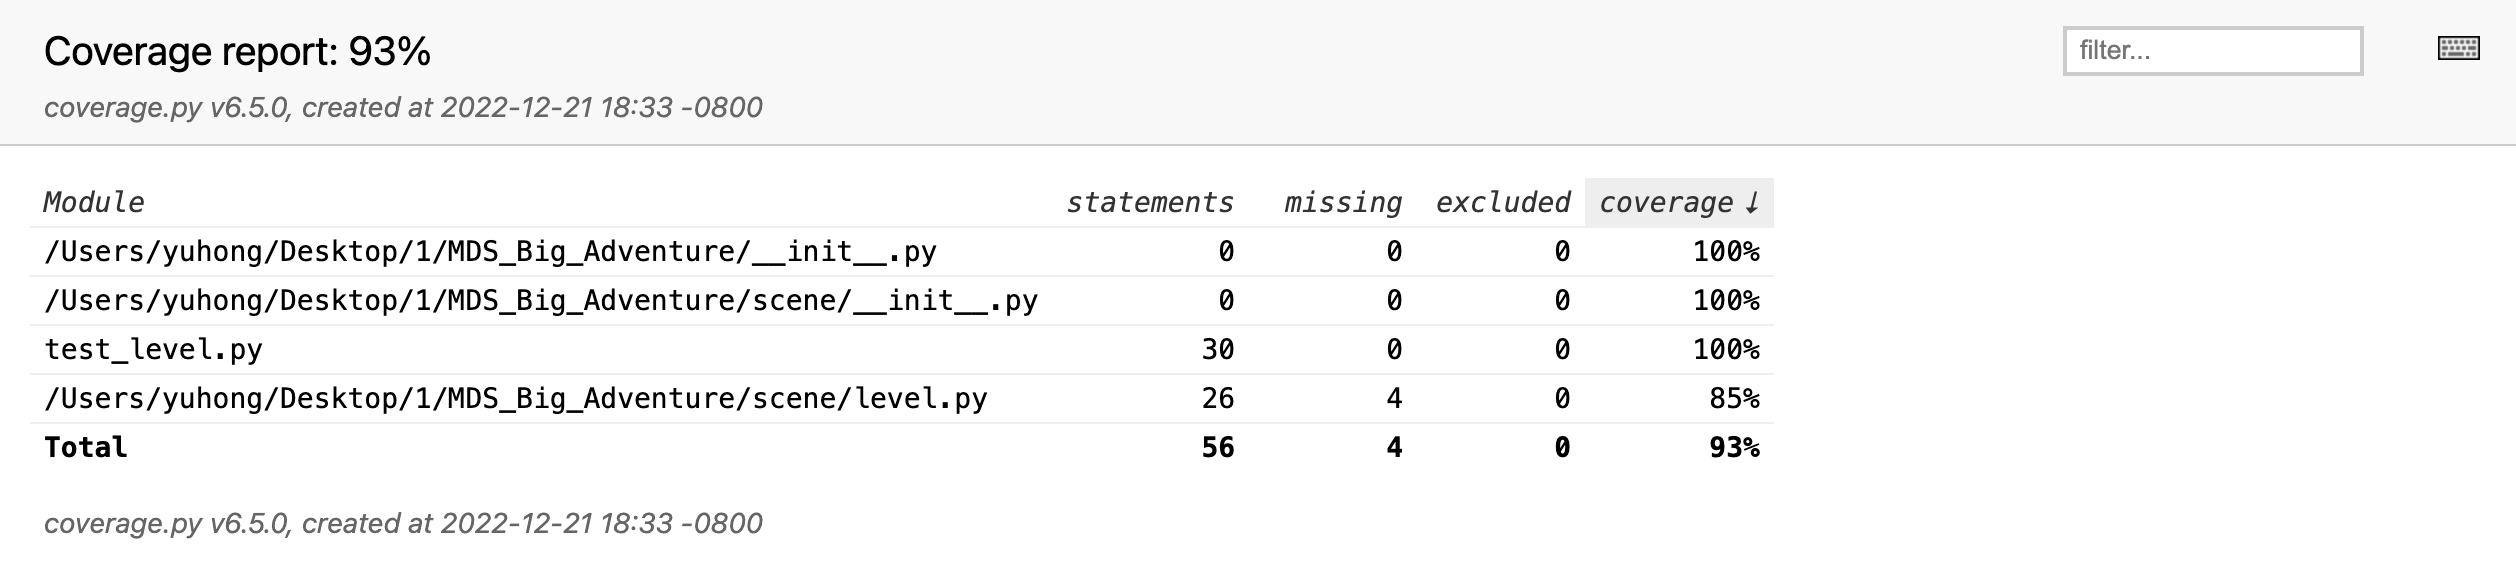 Coverage report: 93%
filter...
coverage.py v6.5.0, created at 2022-12-21 18:33 -0800
Module statements missing excluded coverage ↓
/Users/yuhong/Desktop/1/MDS_Big_Adventure/__init__.py 0 0 0 100%
/Users/yuhong/Desktop/1/MDS_Big_Adventure/scene/__init__.py 0 0 0 100%
test_level.py 30 0 0 100%
/Users/yuhong/Desktop/1/MDS_Big_Adventure/scene/level.py 26 4 0 85%
Total 56 4 0 93%
coverage.py v6.5.0, created at 2022-12-21 18:33 -0800